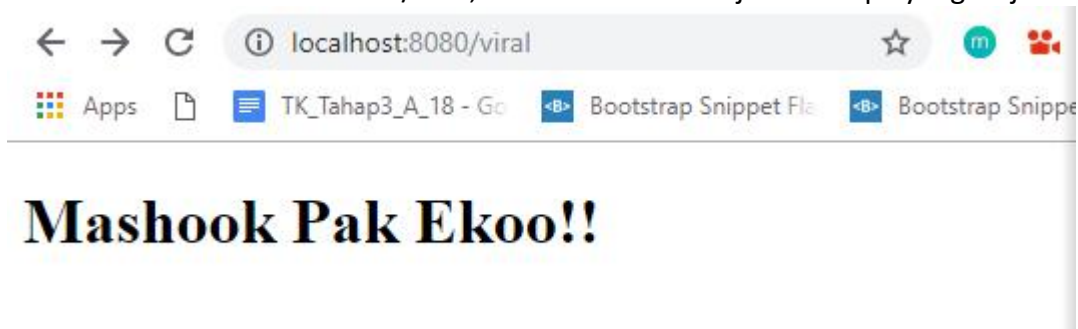 localhost:8080/viral
m
Apps TK_Tahap3_A_18 - Go <B> Bootstrap Snippet Fla <B> Bootstrap Snippe
Mashook Pak Ekoo!!